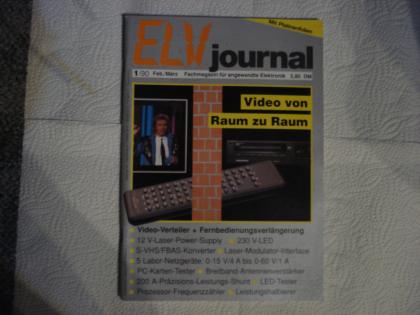 Mit Platinenfolien
ELV journal
1/90 Feb./März Fachmagazin für angewandte Elektronik 5,80 DM
Video von
Raum zu Raum
Video-Verteiler + Fernbedienungsverlängerung
12 V-Laser-Power-Supply 230 V-LED
S-VHS/FBAS-Konverter Laser-Modulator-Interface
5 Labor-Netzgeräte: 0-15 V/4 A bis 0-60 V/1 A
PC-Karten-Tester Breitband-Antennenverstärker
200 A-Präzisions-Leistungs-Shunt LED-Tester
Prozessor-Frequenzzähler Leistungshalbierer